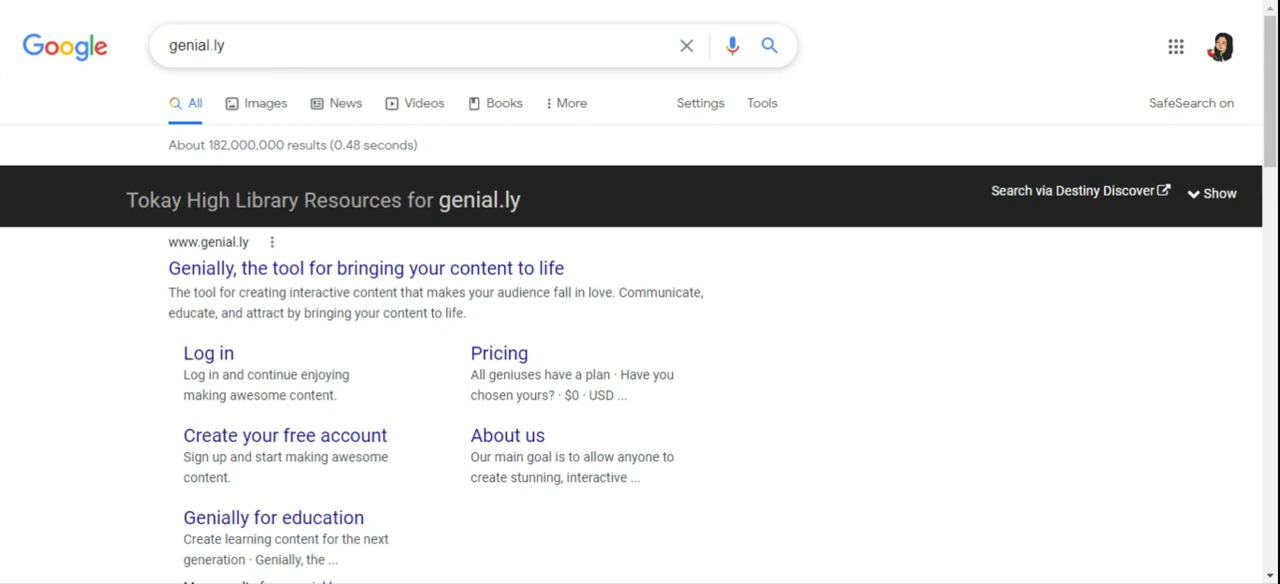 Google
genial.ly
All Images News Videos Books More Settings Tools SafeSearch on
About 182,000,000 results (0.48 seconds)
Tokay High Library Resources for genial.ly Search via Destiny Discover Show
www.genial.ly
Genially, the tool for bringing your content to life
The tool for creating interactive content that makes your audience fall in love. Communicate,
educate, and attract by bringing your content to life.
Log in
Log in and continue enjoying
making awesome content.
Pricing
All geniuses have a plan · Have you
chosen yours? · $0 · USD ...
Create your free account
Sign up and start making awesome
content.
About us
Our main goal is to allow anyone to
create stunning, interactive ...
Genially for education
Create learning content for the next
generation · Genially, the ...